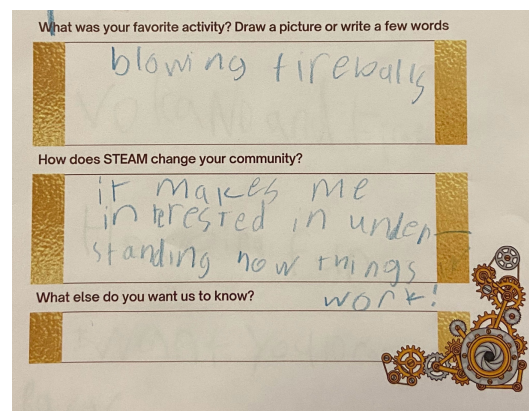 What was your favorite activity? Draw a picture or write a few words
blowing fireballs
How does STEAM change your community?
it makes me
interested in under-
standing how things
work!
What else do you want us to know?